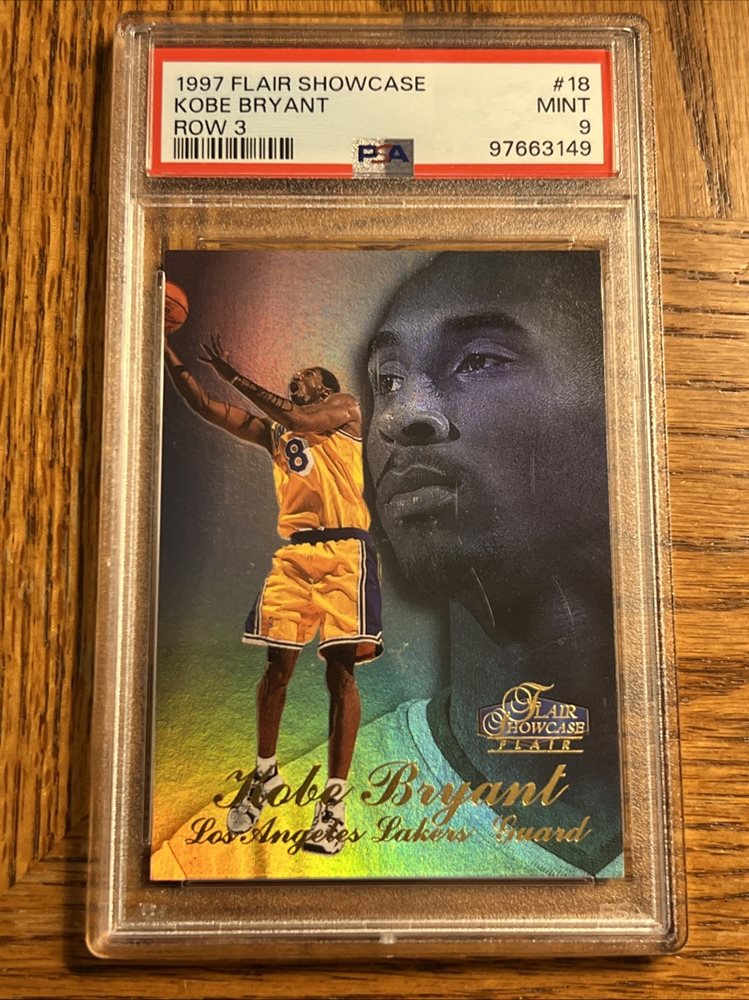 1997 FLAIR SHOWCASE #18
KOBE BRYANT MINT
ROW 3 9
PSA 97663149
8
FLAIR
SHOWCASE
FLAIR
Kobe Bryant
Los Angeles Lakers Guard